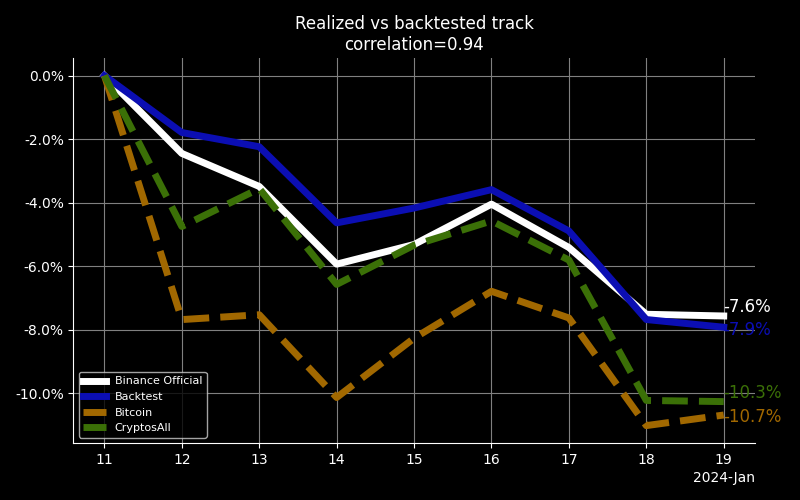 Realized vs backtested track
correlation=0.94
0.0%
-2.0%
-4.0%
-6.0%
-8.0%
-10.0%
-7.6%
-7.9%
-10.3%
-10.7%
Binance Official
Backtest
Bitcoin
CryptosAll
11 12 13 14 15 16 17 18 19
2024-Jan